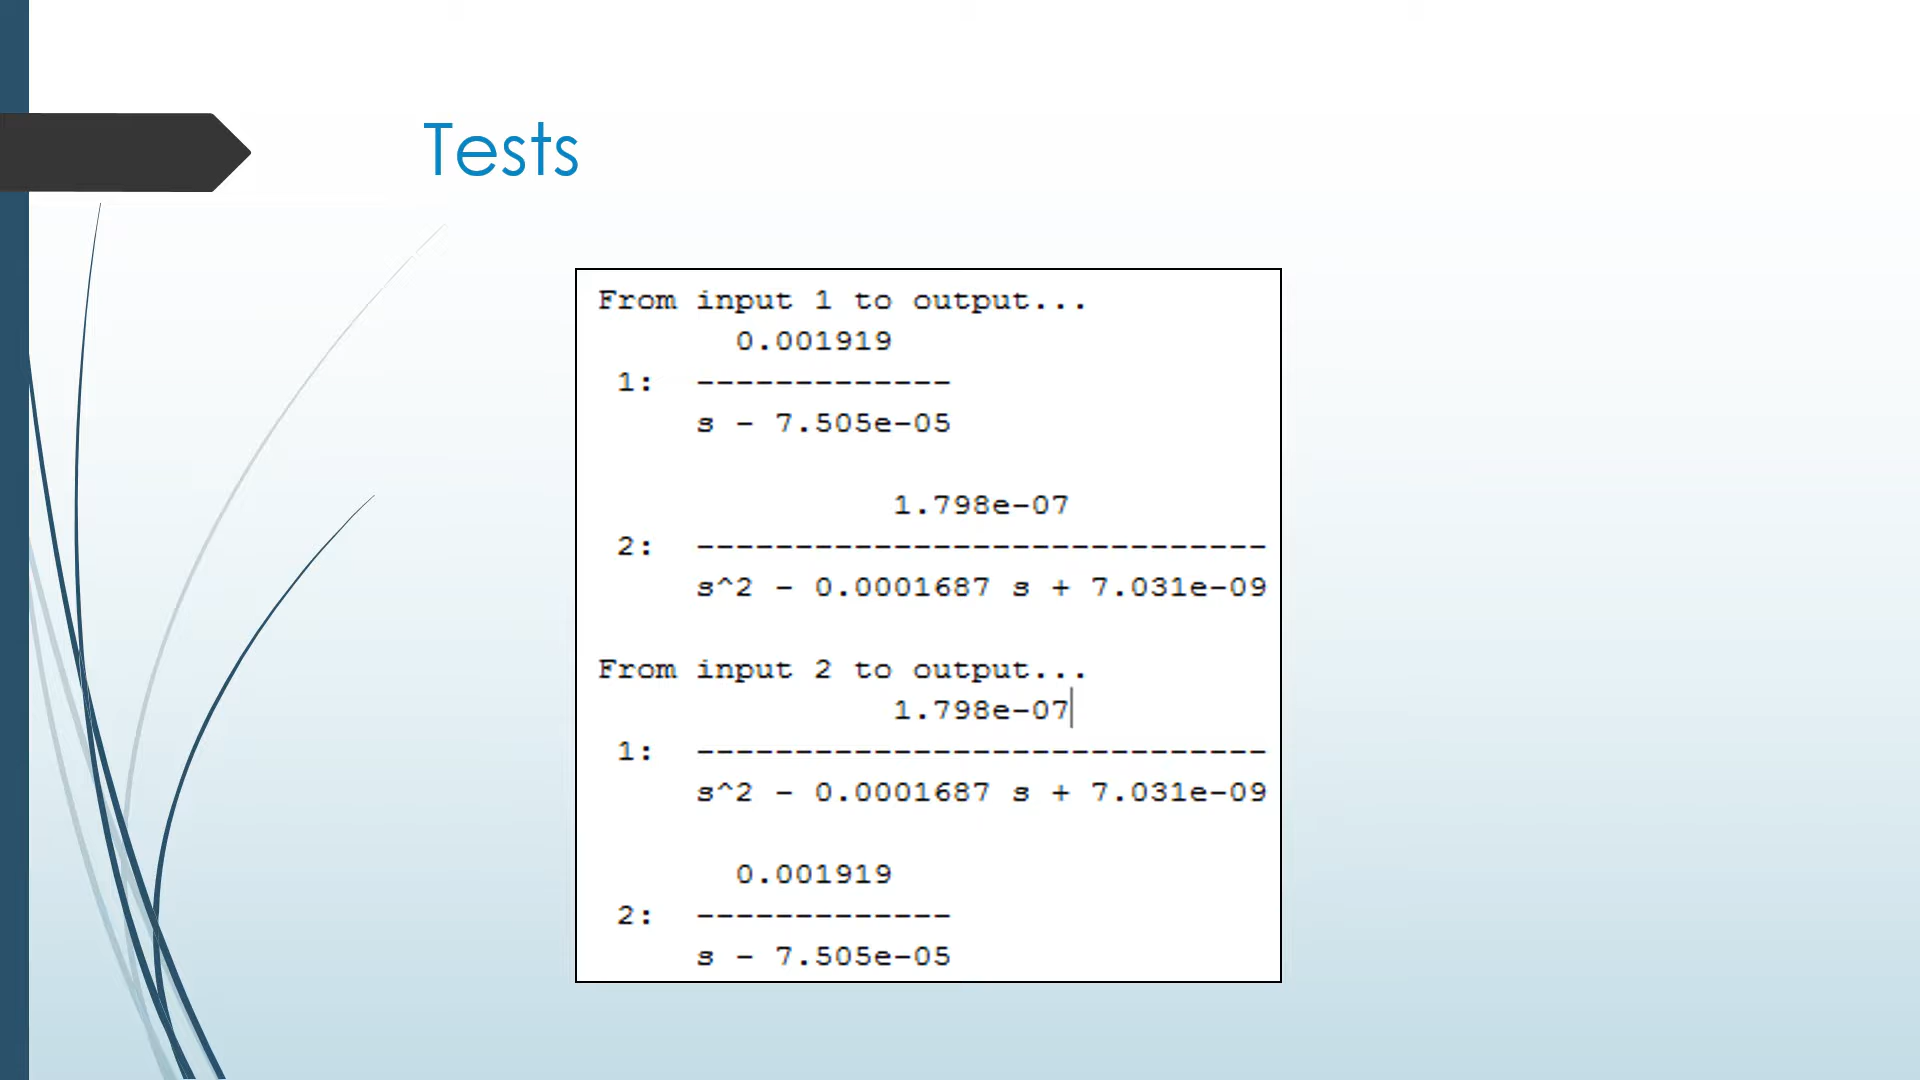 Tests
From input 1 to output...
0.001919
1: -------------
s - 7.505e-05
1.798e-07
2: -----------------------------
s^2 - 0.0001687 s + 7.031e-09
From input 2 to output...
1.798e-07
1: -----------------------------
s^2 - 0.0001687 s + 7.031e-09
0.001919
2: -------------
s - 7.505e-05